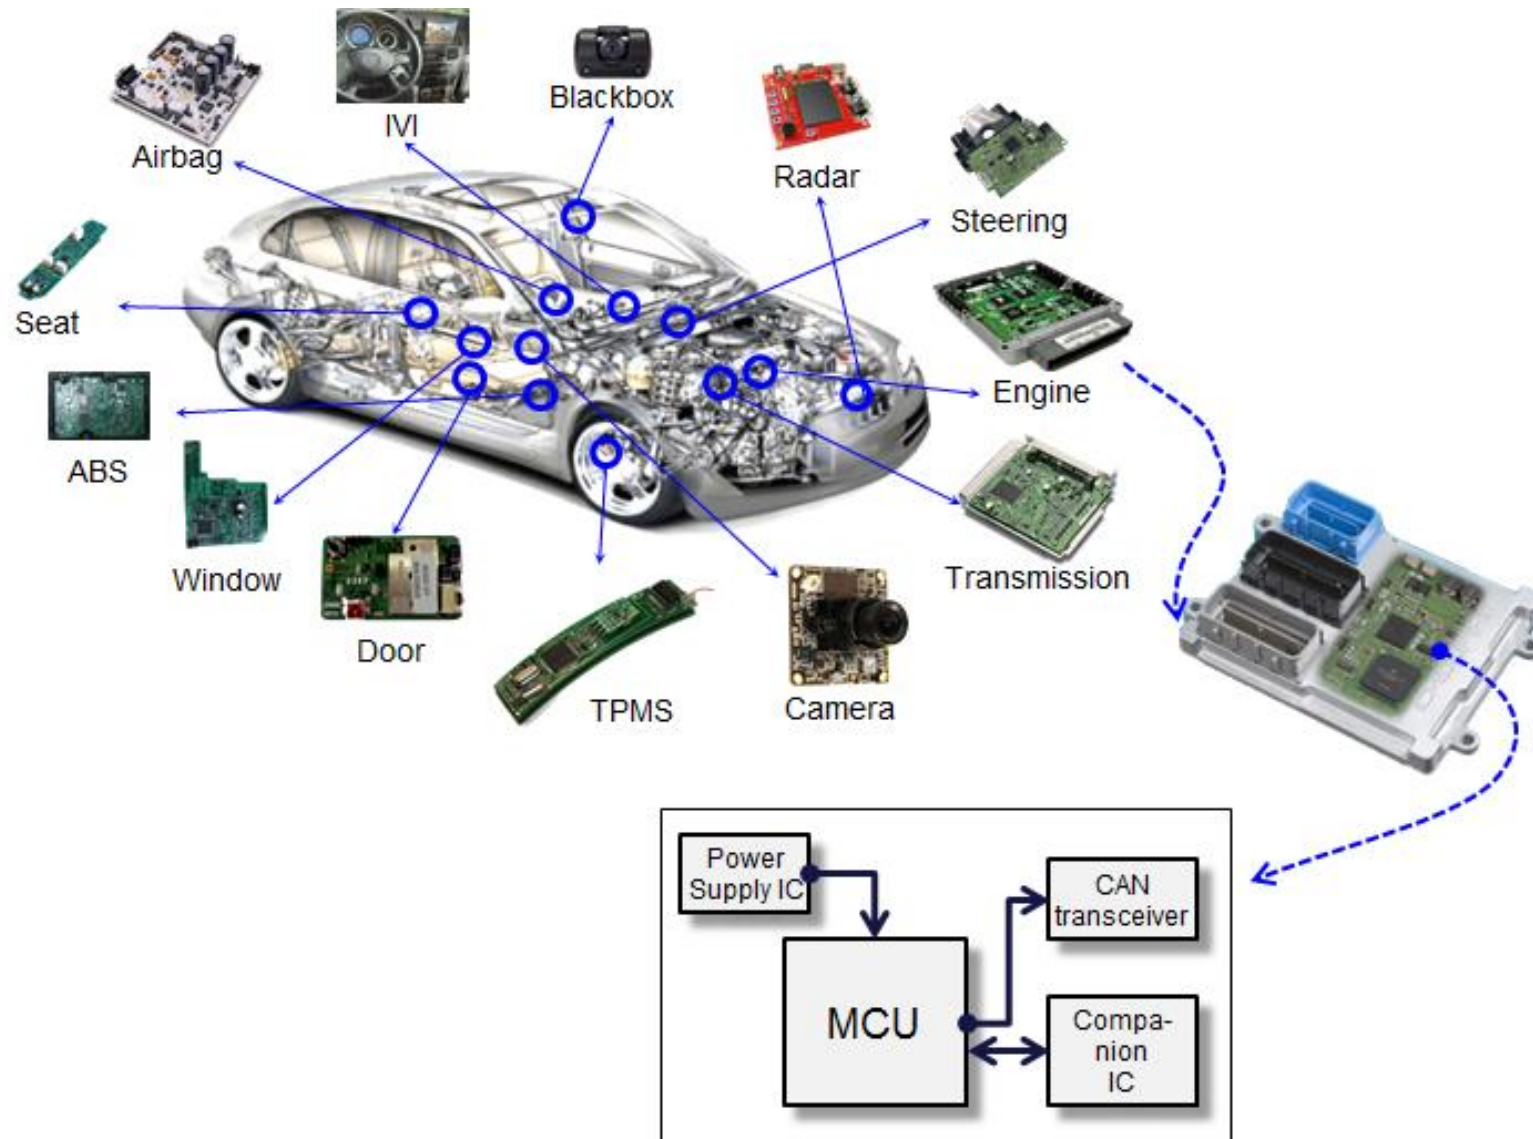 Blackbox
IVI
Airbag
Radar
Steering
Seat
Engine
ABS
Window
Door
TPMS
Camera
Transmission
Power
Supply IC
CAN
transceiver
MCU
Compa-
nion
IC